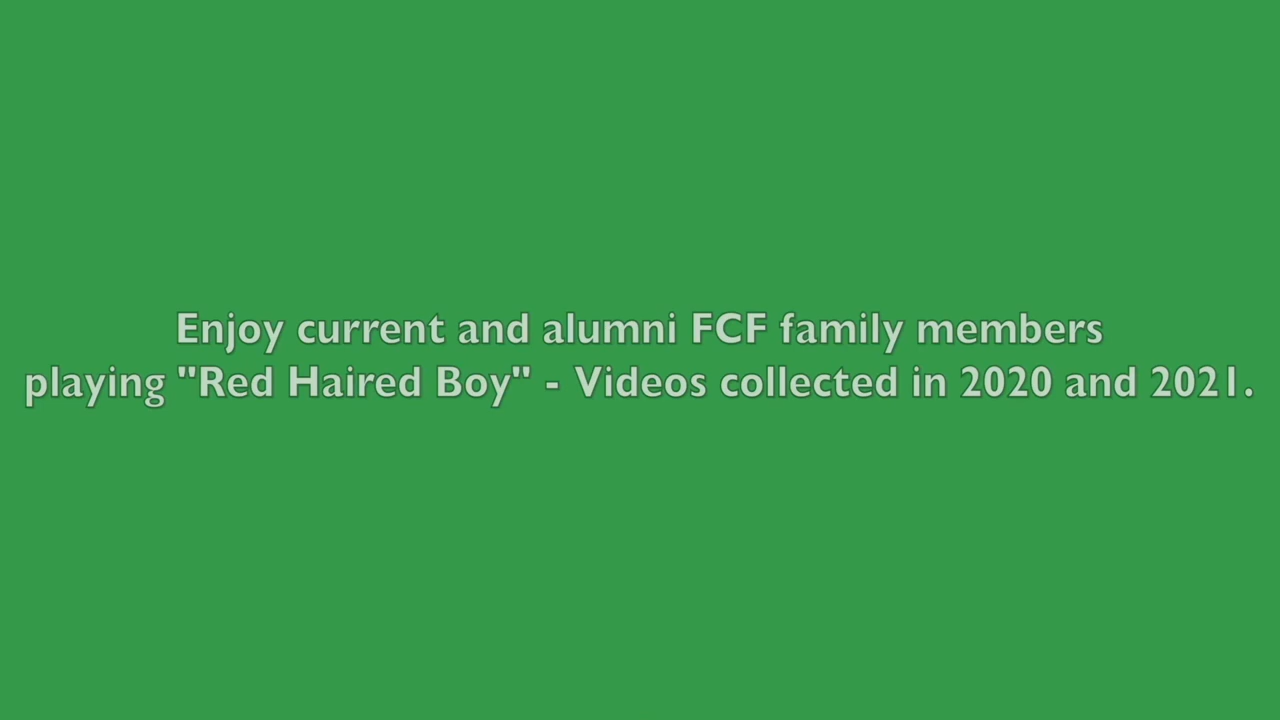 Enjoy current and alumni FCF family members
playing "Red Haired Boy" - Videos collected in 2020 and 2021.